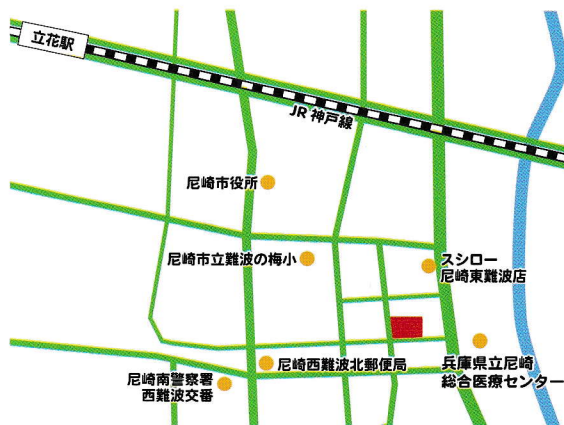 立花駅
JR 神戸線
尼崎市役所
尼崎市立難波の梅小
スシロー
尼崎東難波店
尼崎西難波北郵便局
兵庫県立尼崎
総合医療センター
尼崎南警察署
西難波交番